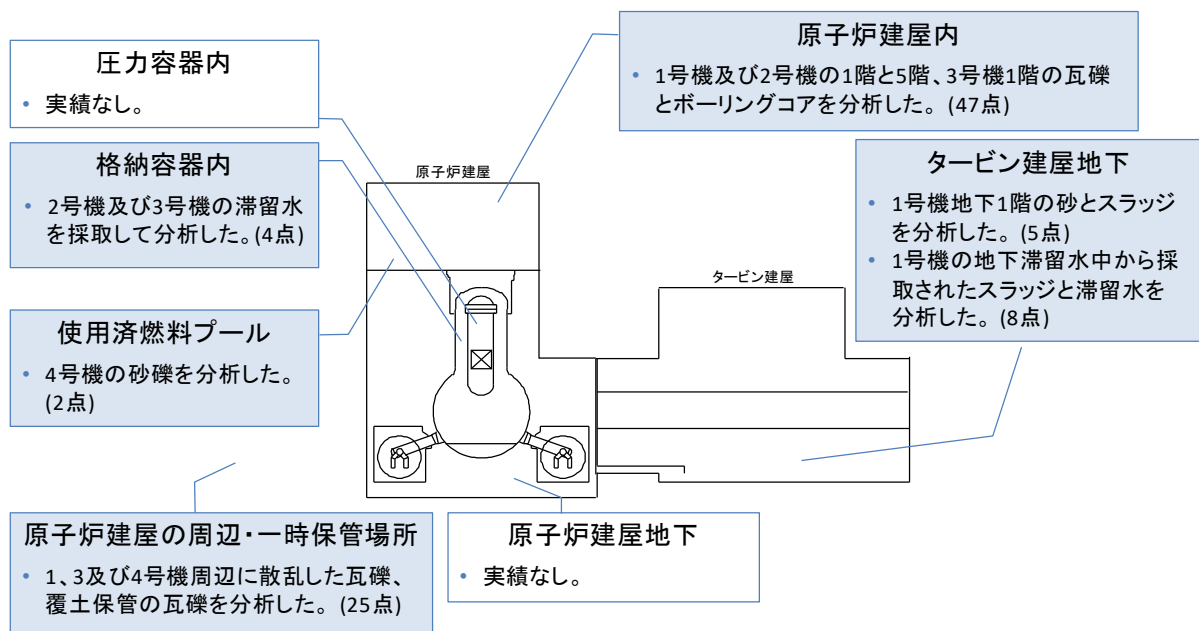 圧力容器内
• 実績なし。
格納容器内
• 2号機及び3号機の滞留水
を採取して分析した。(4点)
使用済燃料プール
• 4号機の砂礫を分析した。
(2点)
原子炉建屋の周辺・一時保管場所
• 1、3及び4号機周辺に散乱した瓦礫、
覆土保管の瓦礫を分析した。 (25点)
原子炉建屋
タービン建屋
原子炉建屋内
• 1号機及び2号機の1階と5階、3号機1階の瓦礫
とボーリングコアを分析した。 (47点)
タービン建屋地下
• 1号機地下1階の砂とスラッジ
を分析した。 (5点)
• 1号機の地下滞留水中から採
取されたスラッジと滞留水を
分析した。 (8点)
原子炉建屋地下
• 実績なし。